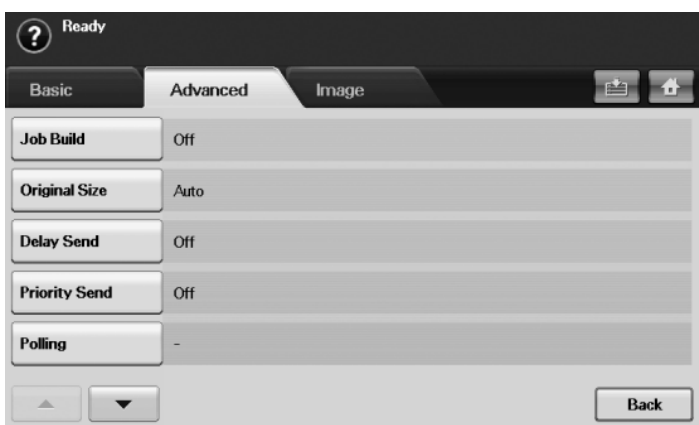 ? Ready
Basic Advanced Image
Job Build Off
Original Size Auto
Delay Send Off
Priority Send Off
Polling -
Back